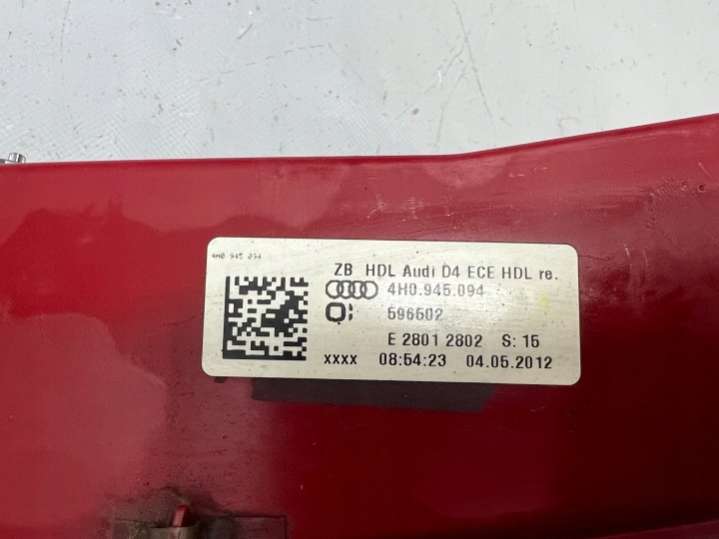 4H0 945 094
ZB HDL Audi D4 ECE HDL re.
4H0.945.094
596502
E 2801 2802 S: 15
xxxx 08:54:23 04.05.2012